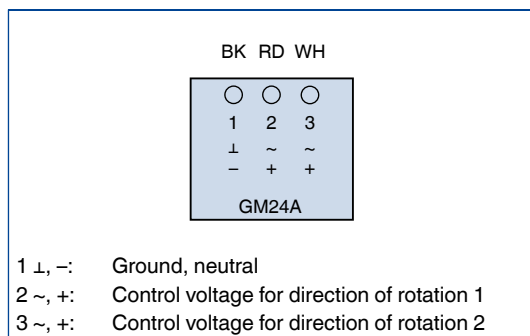 BK RD WH
1 2 3
⊥ ~ ~
– + +
GM24A
1 ⊥, –: Ground, neutral
2 ~, +: Control voltage for direction of rotation 1
3 ~, +: Control voltage for direction of rotation 2